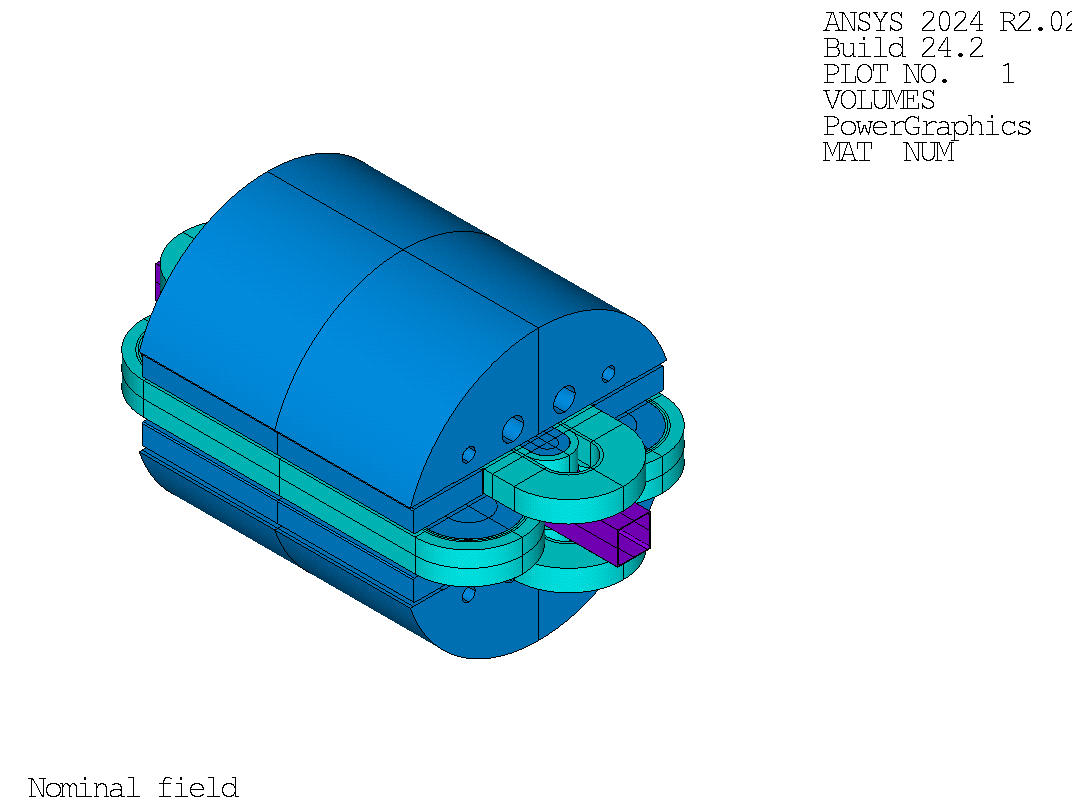 ANSYS 2024 R2.02
Build 24.2
PLOT NO. 1
VOLUMES
PowerGraphics
MAT NUM
Nominal field